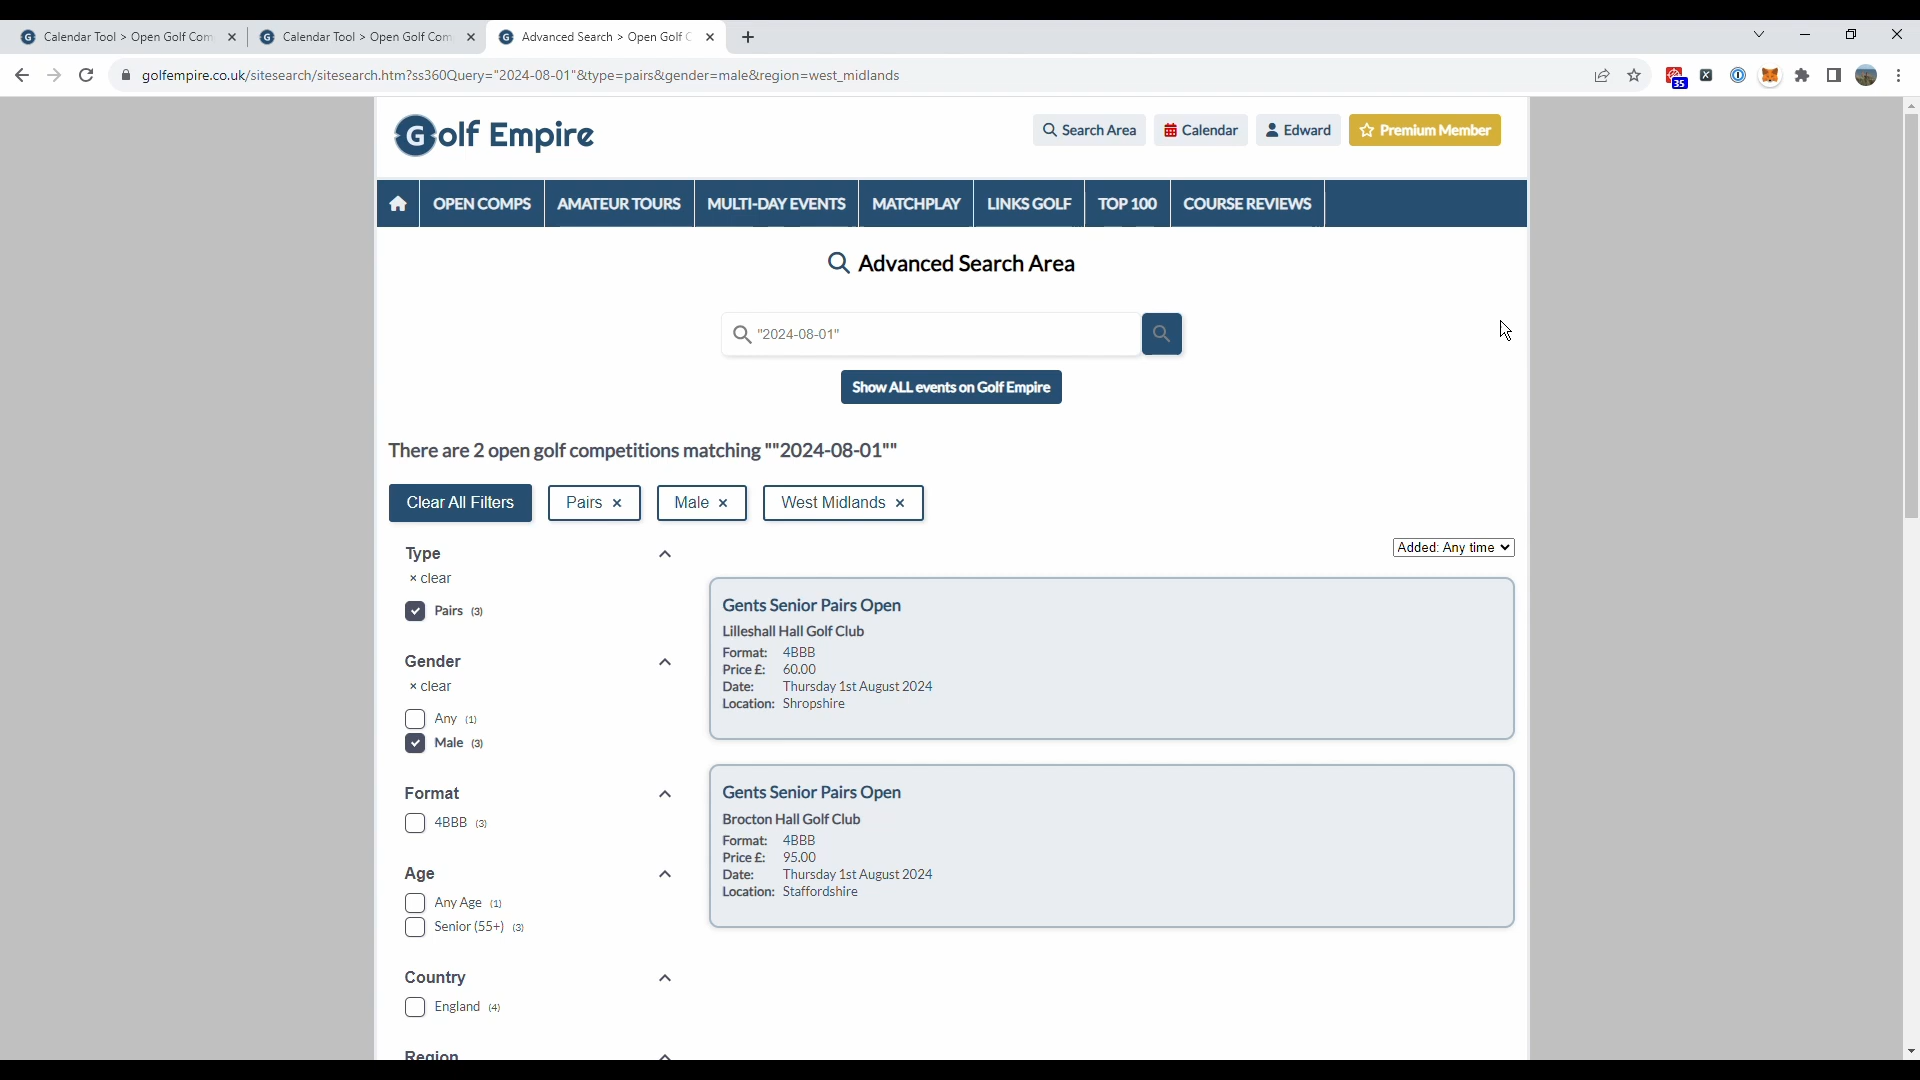 Calendar Tool > Open Golf Com
Calendar Tool > Open Golf Com
Advanced Search > Open Golf C
golfempire.co.uk/sitesearch/sitesearch.htm?ss360Query="2024-08-01"&type=pairs&gender=male&region=west_midlands
35
Golf Empire
Search Area
Calendar
Edward
Premium Member
OPEN COMPS
AMATEUR TOURS
MULTI-DAY EVENTS
MATCHPLAY
LINKS GOLF
TOP 100
COURSE REVIEWS
Advanced Search Area
"2024-08-01"
Show ALL events on Golf Empire
There are 2 open golf competitions matching ""2024-08-01""
Clear All Filters
Pairs ×
Male ×
West Midlands ×
Added: Any time
Type
× clear
Pairs (3)
Gender
× clear
Any (1)
Male (3)
Format
4BBB (3)
Age
Any Age (1)
Senior (55+) (3)
Country
England (4)
Region
Gents Senior Pairs Open
Lilleshall Hall Golf Club
Format: 4BBB
Price £: 60.00
Date: Thursday 1st August 2024
Location: Shropshire
Gents Senior Pairs Open
Brocton Hall Golf Club
Format: 4BBB
Price £: 95.00
Date: Thursday 1st August 2024
Location: Staffordshire